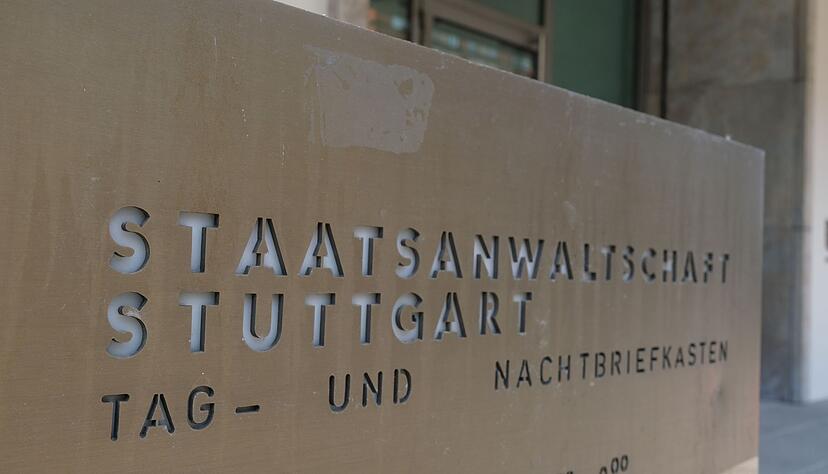 STAATSANWALTSCHAFT
STUTTGART
TAG- UND NACHTBRIEFKASTEN